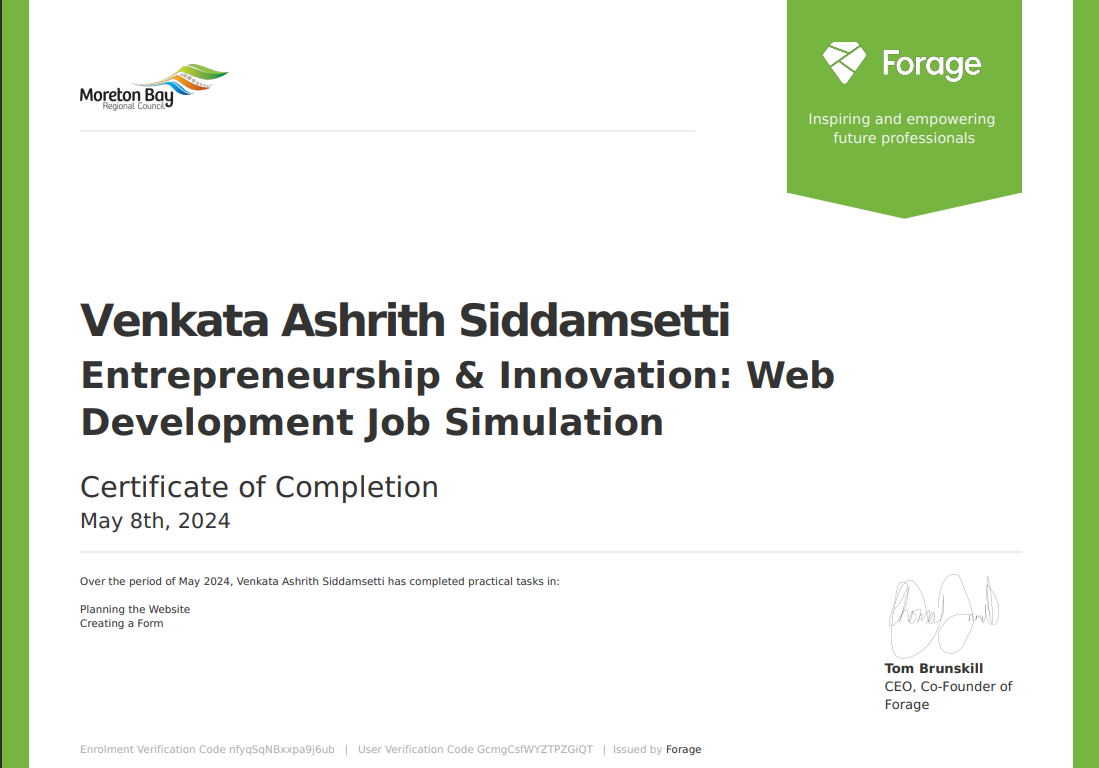 Moreton Bay
Regional Council
Forage
Inspiring and empowering
future professionals
Venkata Ashrith Siddamsetti
Entrepreneurship & Innovation: Web
Development Job Simulation
Certificate of Completion
May 8th, 2024
Over the period of May 2024, Venkata Ashrith Siddamsetti has completed practical tasks in:
Planning the Website
Creating a Form
Tom Brunskill
CEO, Co-Founder of
Forage
Enrolment Verification Code nfyqSqNBxxpa9j6ub | User Verification Code GcmgCsfWYZTPZGiQT | Issued by Forage